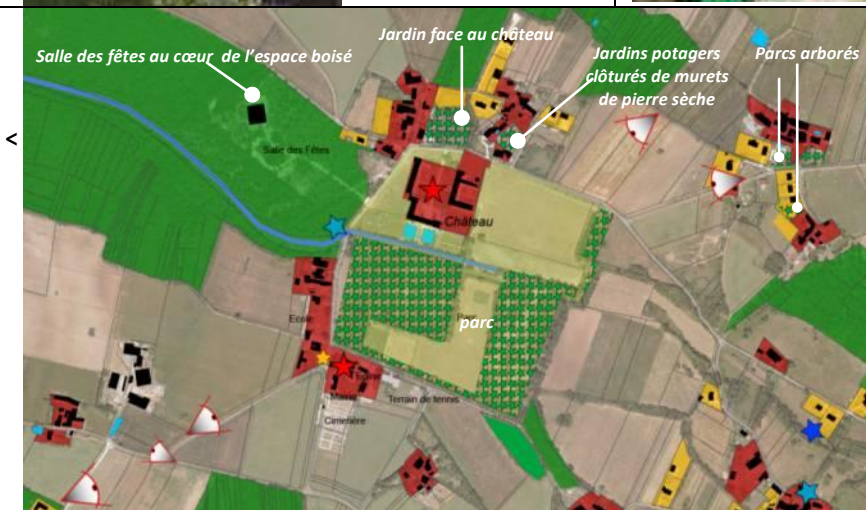 Salle des fêtes au cœur de l'espace boisé
Jardin face au château
Jardins potagers
clôturés de murets
de pierre sèche
Parcs arborés
<
Salle des Fêtes
Château
Ecole
parc
Mairie
Terrain de tennis
Cimetière